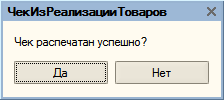 ЧекИзРеализацииТоваров
Чек распечатан успешно?
Да
Нет